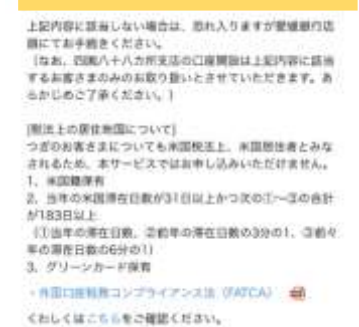 上記内容に該当しない場合は、恐れ入りますが愛媛銀行店
頭にてお手続きください。
(なお、四国八十八カ所支店の口座開設は上記内容に該当
するお客さまのみのお取り扱いとさせていただきます。あ
らかじめご了承ください。)
[税法上の居住地国について]
つぎのお客さまについても米国税法上、米国居住者とみな
されるため、本サービスではお申し込みいただけません。
1、米国籍保有
2、当年の米国滞在日数が31日以上かつ次の①～③の合計
が183日以上
(①当年の滞在日数、②前年の滞在日数の3分の1、③前々
年の滞在日数の6分の1)
3、グリーンカード保有
・外国口座税務コンプライアンス法（FATCA）
くわしくはこちらをご確認ください。